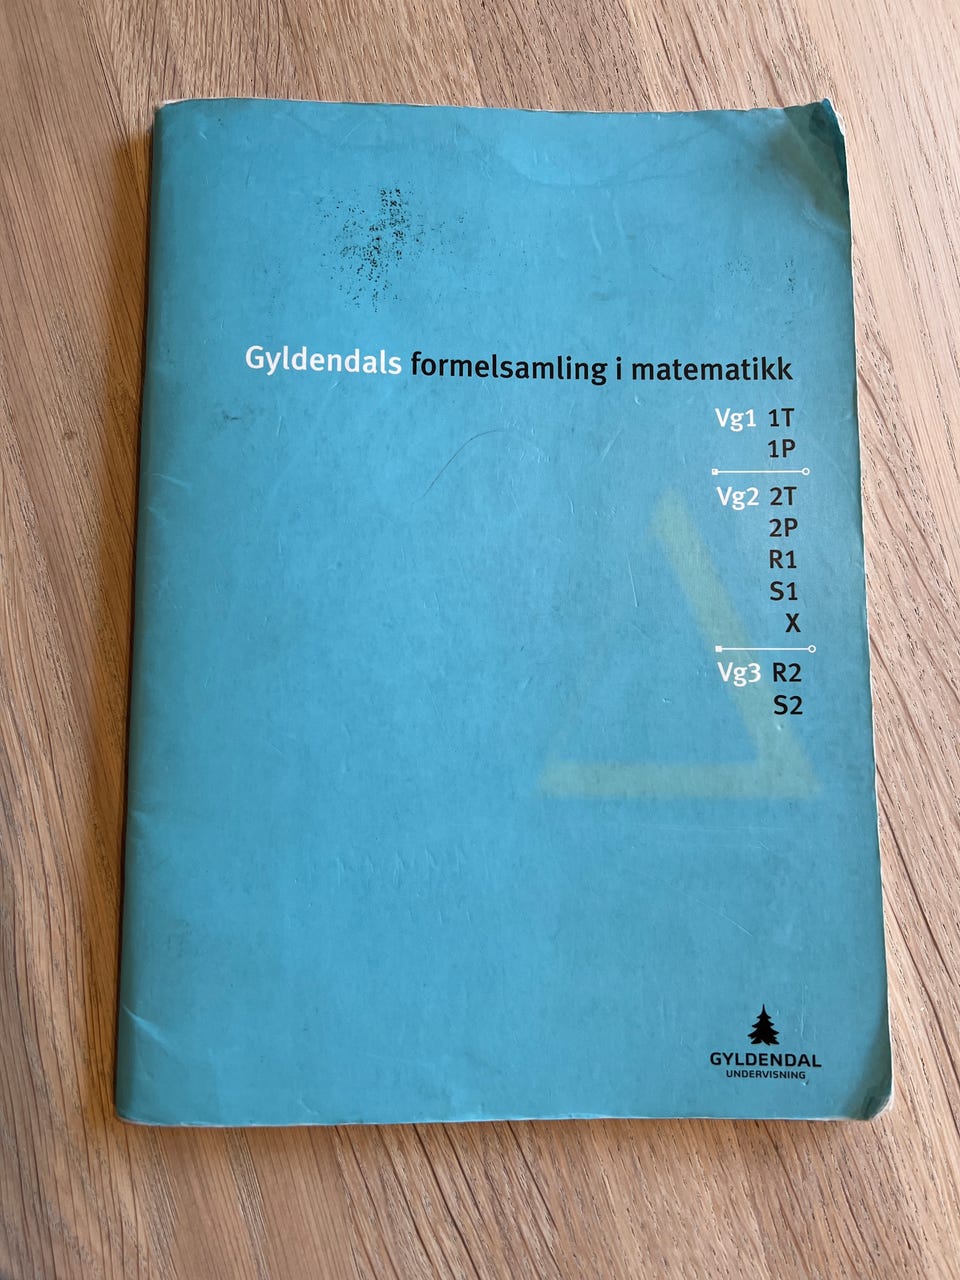 Gyldendals formelsamling i matematikk
Vg1 1T
1P
Vg2 2T
2P
R1
S1
X
Vg3 R2
S2
GYLDENDAL
UNDERVISNING